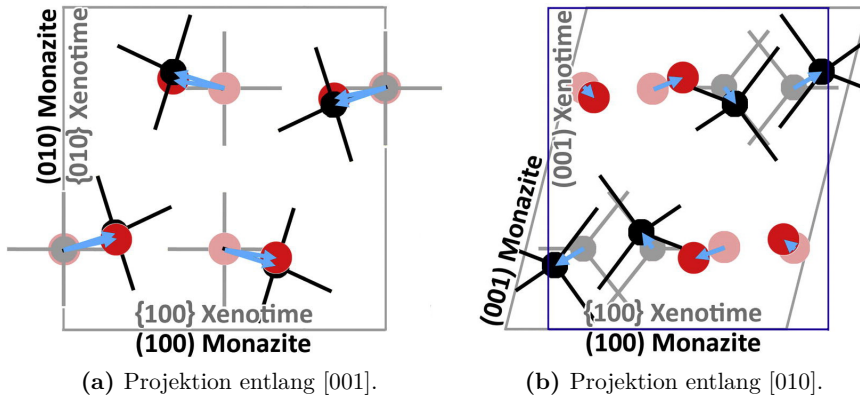 (010) Monazite
{010} Xenotime
{100} Xenotime
(100) Monazite
(a) Projektion entlang [001].
(001) Monazite
(001) Xenotime
{100} Xenotime
(100) Monazite
(b) Projektion entlang [010].